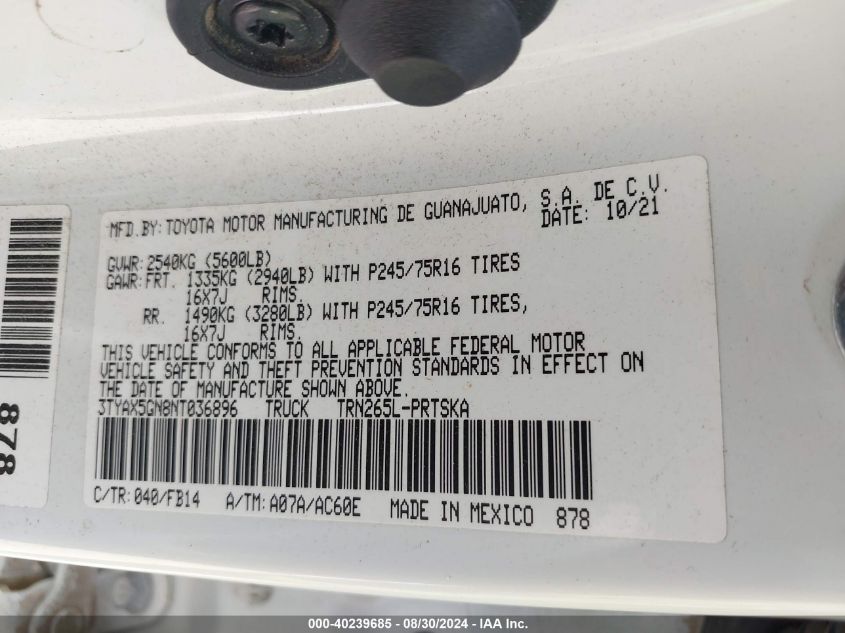 MFD.BY:TOYOTA MOTOR MANUFACTURING DE GUANAJUATO, S.A. DE C.V.
DATE: 10/21
GVWR:2540KG (5600LB)
GAWR:FRT. 1335KG (2940LB) WITH P245/75R16 TIRES
16X7J RIMS.
RR. 1490KG (3280LB) WITH P245/75R16 TIRES,
16X7J RIMS.
THIS VEHICLE CONFORMS TO ALL APPLICABLE FEDERAL MOTOR
VEHICLE SAFETY AND THEFT PREVENTION STANDARDS IN EFFECT ON
THE DATE OF MANUFACTURE SHOWN ABOVE.
3TYAX5GN8NT036896 TRUCK TRN265L-PRTSKA
C/TR:040/FB14 A/TM:A07A/AC60E MADE IN MEXICO 878
878
000-40239685 - 08/30/2024 - IAA Inc.